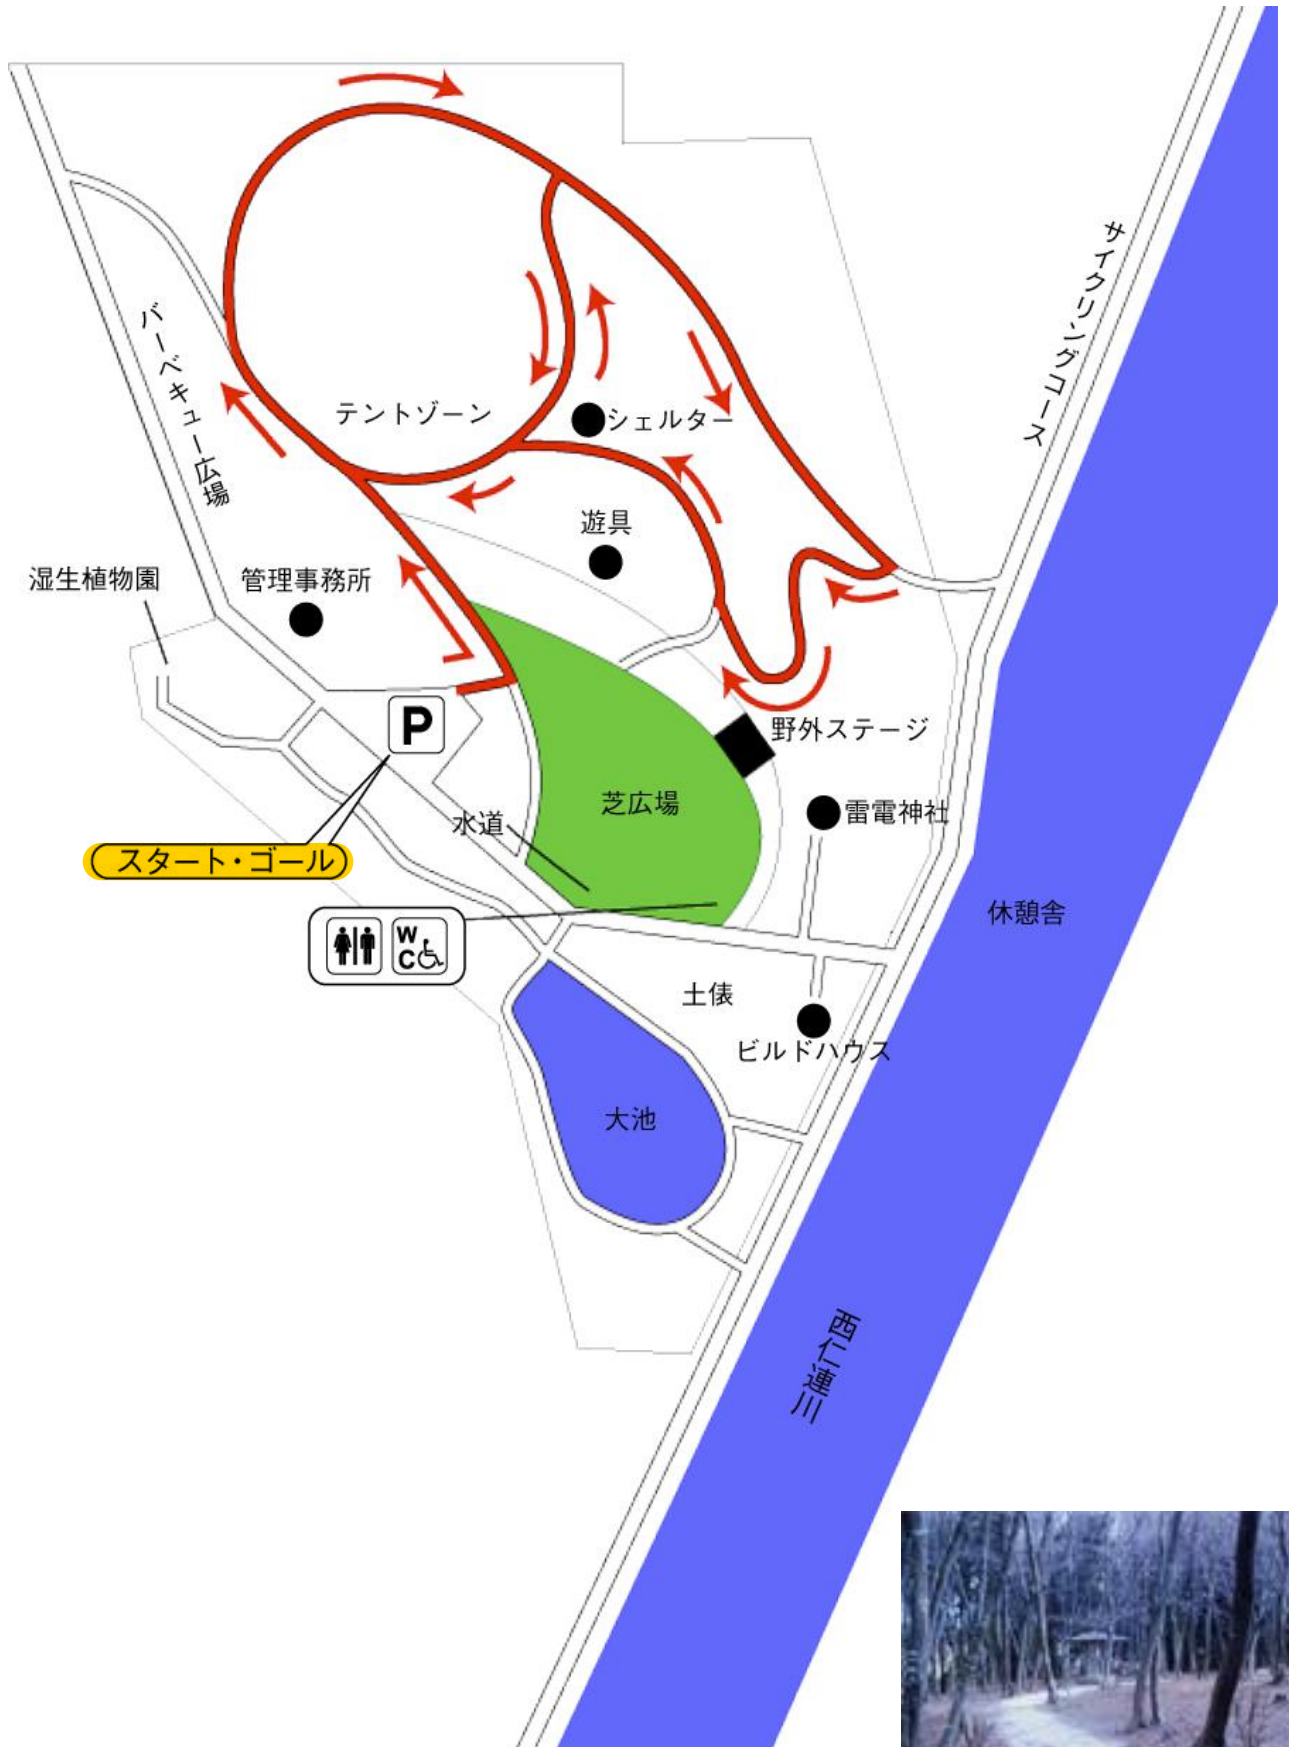 サイクリングコース
バーベキュー広場
テントゾーン
シェルター
遊具
湿生植物園
管理事務所
P
野外ステージ
芝広場
雷電神社
水道
スタート・ゴール
休憩舎
WC
土俵
ビルドハウス
大池
西仁連川